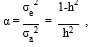 α = σₑ² / σₐ² = 1-h² / h² ,